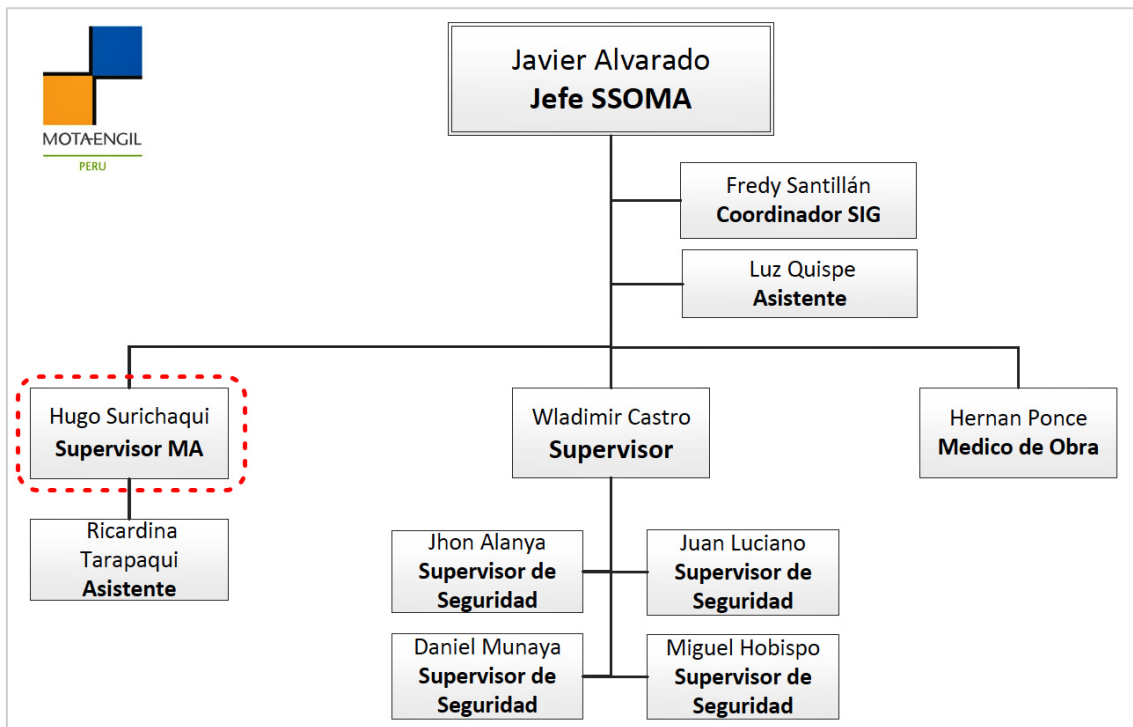 MOTA-ENGIL
PERU
Javier Alvarado
Jefe SSOMA
Fredy Santillán
Coordinador SIG
Luz Quispe
Asistente
Hugo Surichaqui
Supervisor MA
Wladimir Castro
Supervisor
Hernan Ponce
Medico de Obra
Ricardina
Tarapaqui
Asistente
Jhon Alanya
Supervisor de
Seguridad
Juan Luciano
Supervisor de
Seguridad
Daniel Munaya
Supervisor de
Seguridad
Miguel Hobispo
Supervisor de
Seguridad